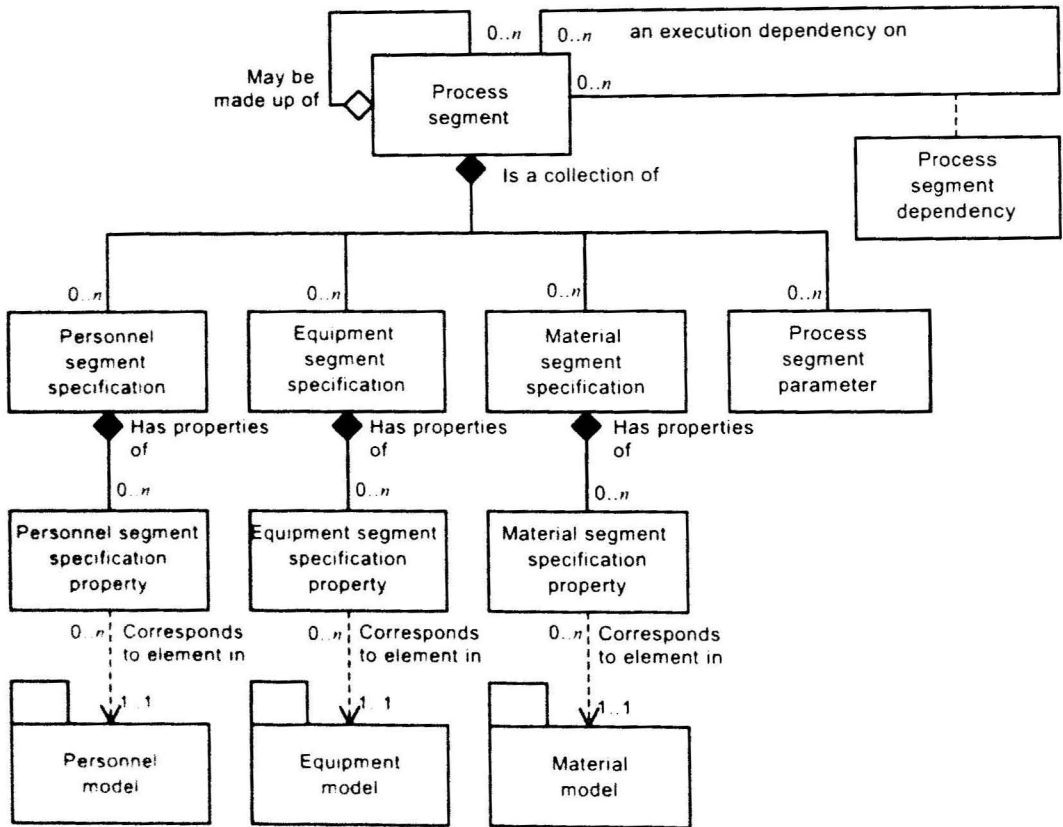 0..n
0..n
an execution dependency on
May be
made up of
Process
segment
0..n
Process
segment
dependency
Is a collection of
0..n
0..n
0..n
0..n
Personnel
segment
specification
Equipment
segment
specification
Material
segment
specification
Process
segment
parameter
Has properties
of
Has properties
of
Has properties
of
0..n
0..n
0..n
Personnel segment
specification
property
Equipment segment
specification
property
Material segment
specification
property
0..n
Corresponds
to element in
0..n
Corresponds
to element in
0..n
Corresponds
to element in
1..1
1..1
1..1
Personnel
model
Equipment
model
Material
model